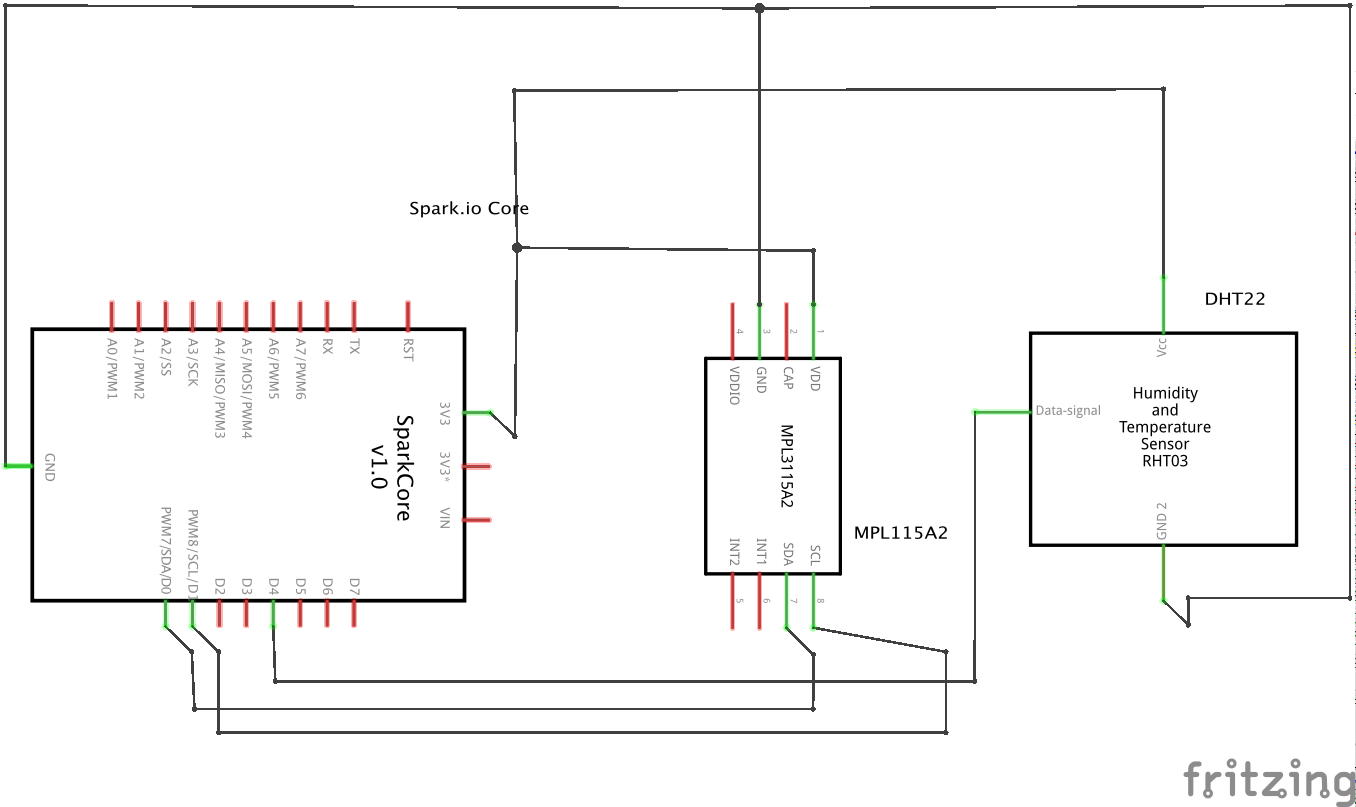 Spark.io Core
DHT22
A0/PWM1
A1/PWM2
A2/SS
A3/SCK
A4/MISO/PWM3
A5/MOSI/PWM4
A6/PWM5
A7/PWM6
RX
TX
RST
3V3
3V3*
VIN
GND
SparkCore
v1.0
PWM7/SDA/D0
PWM8/SCL/D1
D2
D3
D4
D5
D6
D7
4
3
2
1
VDDIO
GND
CAP
VDD
MPL3115A2
INT2
INT1
SDA
SCL
5
6
7
8
MPL115A2
Vcc
Data-signal
Humidity
and
Temperature
Sensor
RHT03
GND 2
fritzing